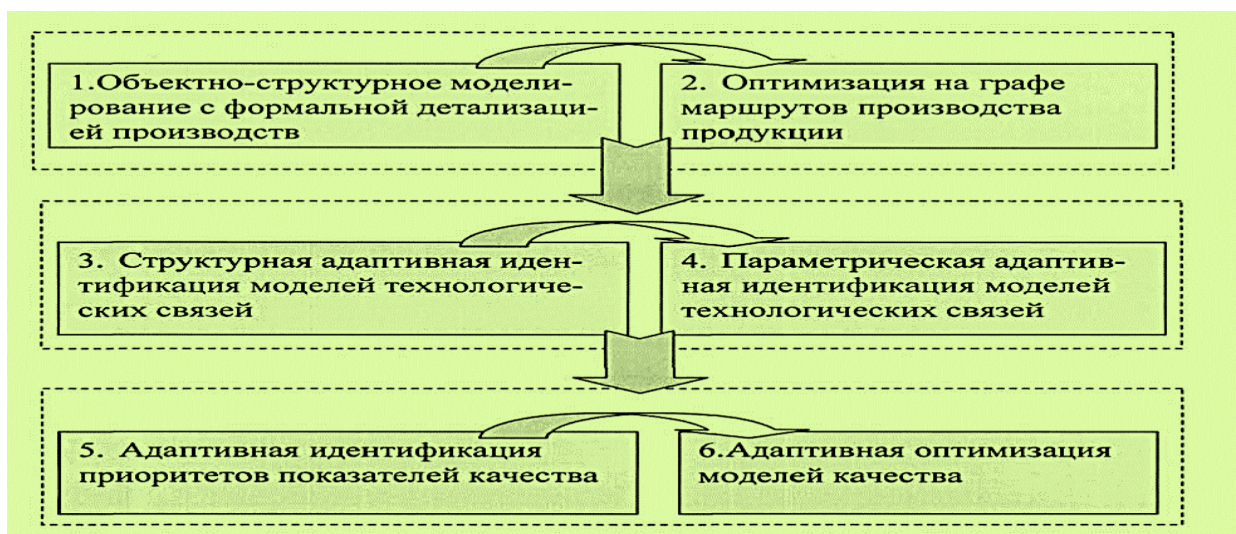 1.Объектно-структурное модели-
рование с формальной детализаци-
ей производств
2. Оптимизация на графе
маршрутов производства
продукции
3. Структурная адаптивная иден-
тификация моделей технологиче-
ских связей
4. Параметрическая адаптив-
ная идентификация моделей
технологических связей
5. Адаптивная идентификация
приоритетов показателей качества
6.Адаптивная оптимизация
моделей качества